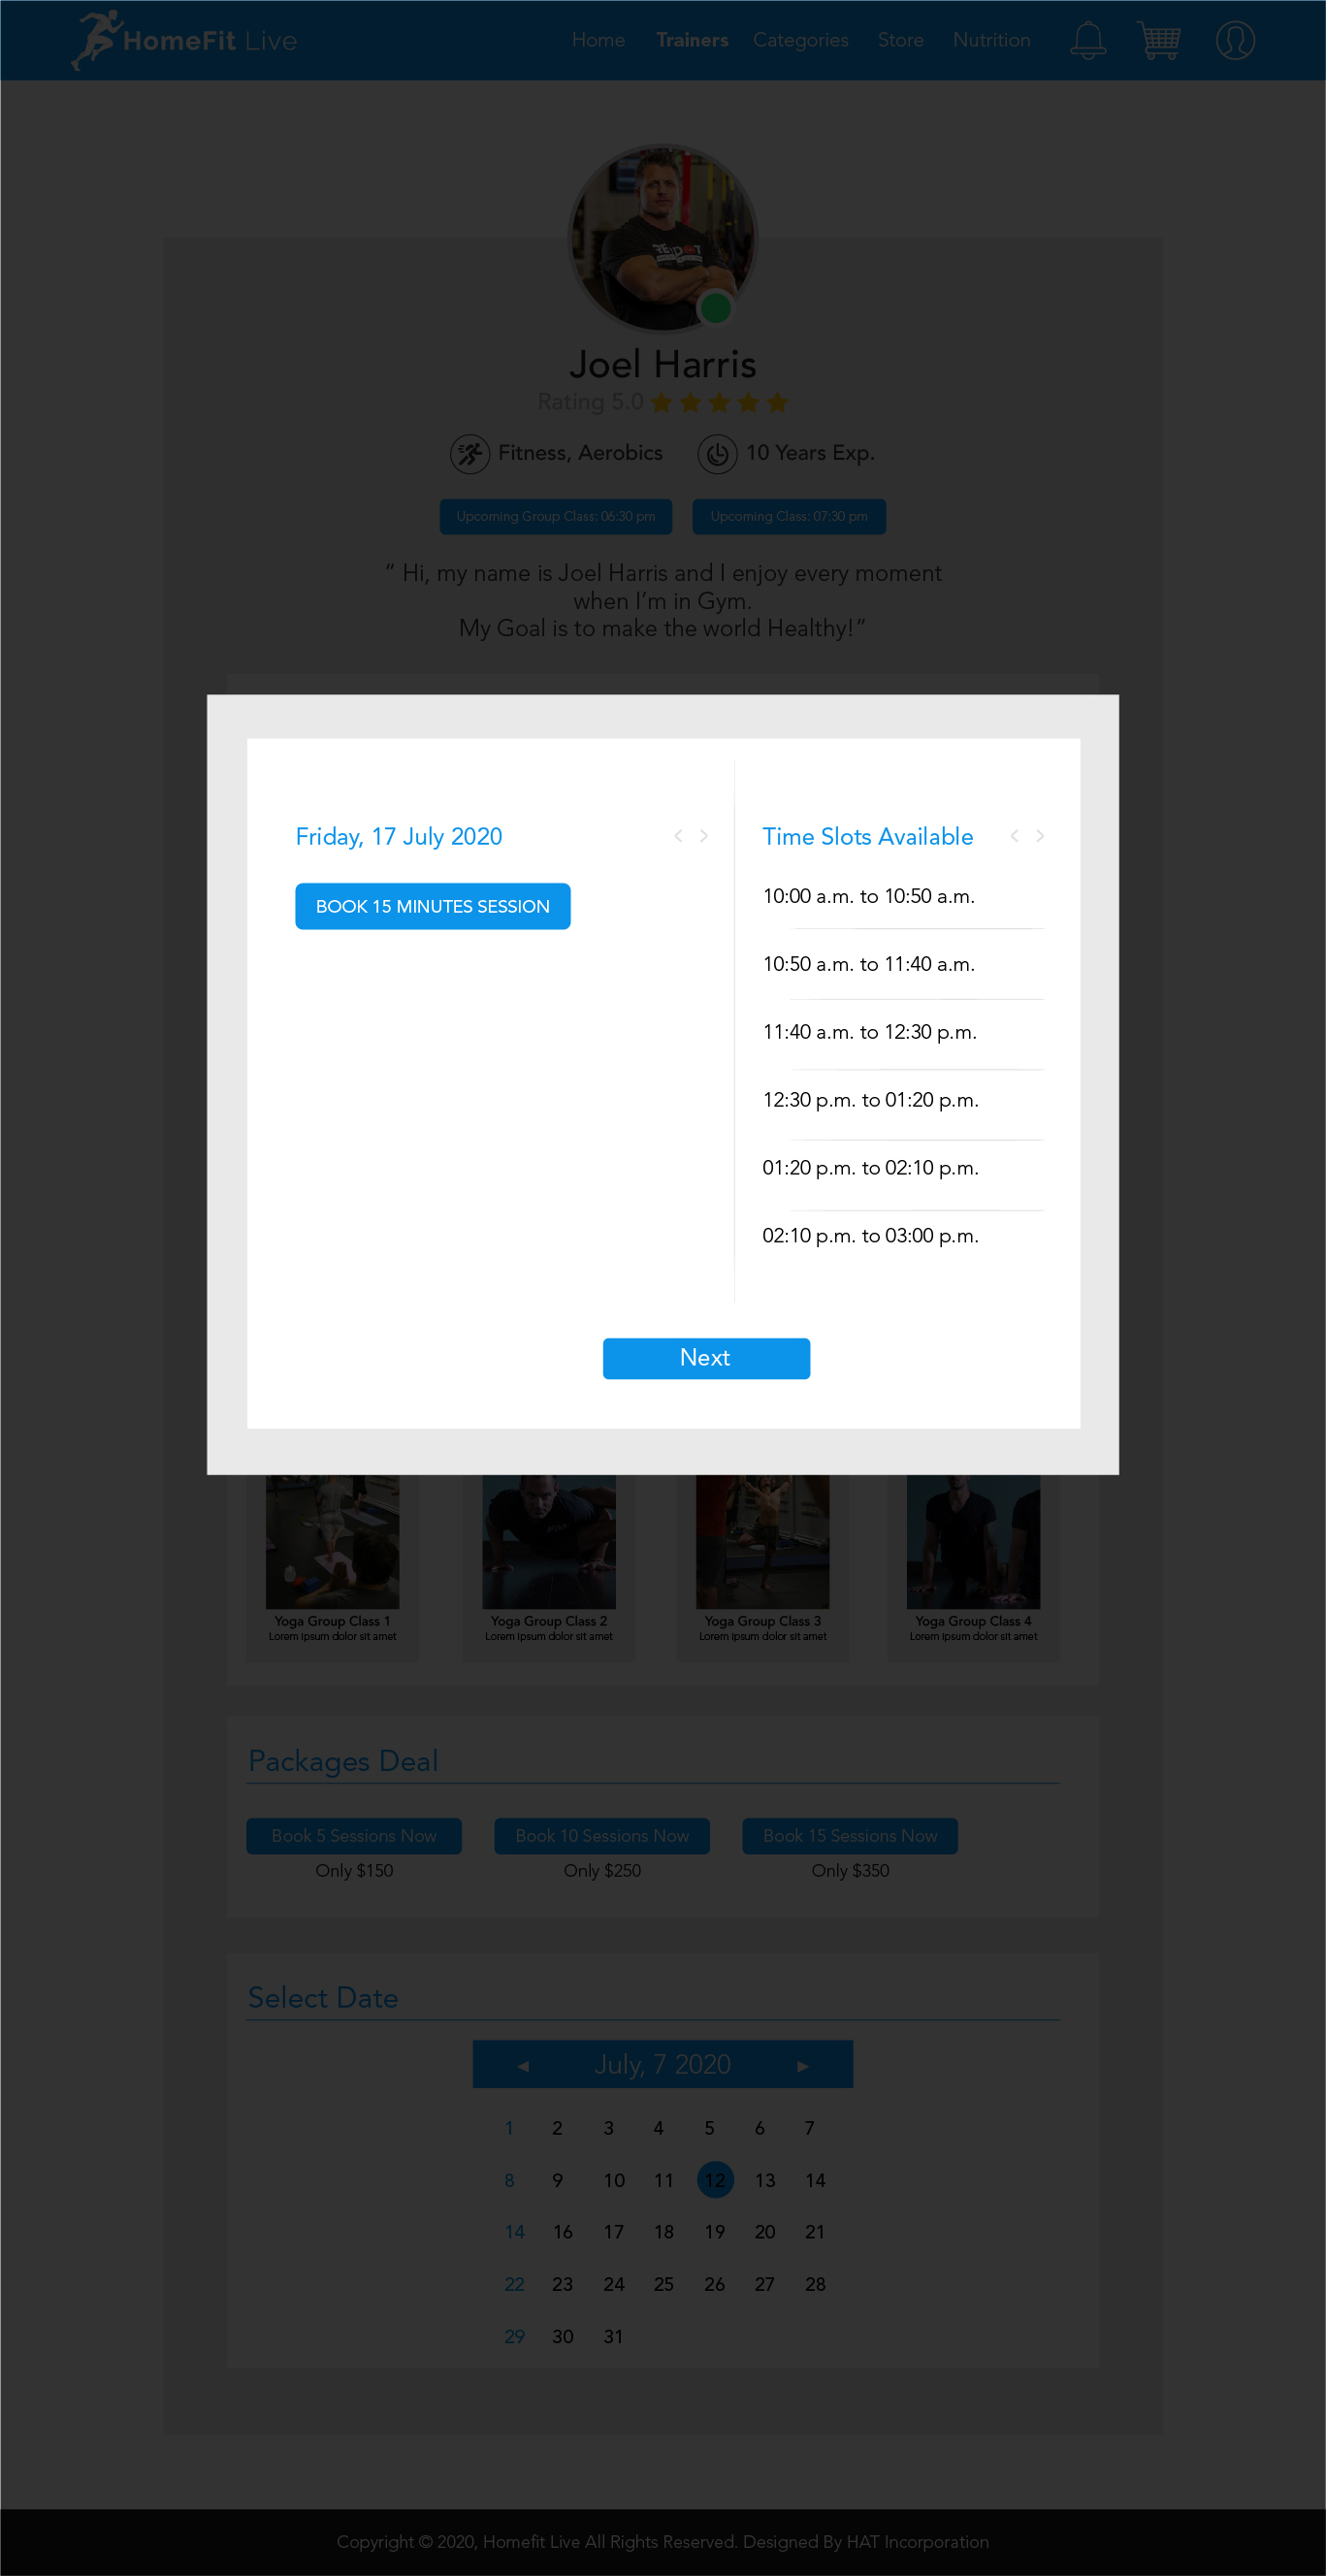 HomeFit Live
Home Trainers Categories Store Nutrition
Joel Harris
Rating 5.0
Fitness, Aerobics 10 Years Exp.
Upcoming Group Class: 06:30 pm Upcoming Class: 07:30 pm
“ Hi, my name is Joel Harris and I enjoy every moment
when I’m in Gym.
My Goal is to make the world Healthy!”
Friday, 17 July 2020
BOOK 15 MINUTES SESSION
Time Slots Available
10:00 a.m. to 10:50 a.m.
10:50 a.m. to 11:40 a.m.
11:40 a.m. to 12:30 p.m.
12:30 p.m. to 01:20 p.m.
01:20 p.m. to 02:10 p.m.
02:10 p.m. to 03:00 p.m.
Next
Yoga Group Class 1 Yoga Group Class 2 Yoga Group Class 3 Yoga Group Class 4
Lorem ipsum dolor sit amet Lorem ipsum dolor sit amet Lorem ipsum dolor sit amet Lorem ipsum dolor sit amet
Packages Deal
Book 5 Sessions Now Book 10 Sessions Now Book 15 Sessions Now
Only $150 Only $250 Only $350
Select Date
July, 7 2020
1 2 3 4 5 6 7
8 9 10 11 12 13 14
14 16 17 18 19 20 21
22 23 24 25 26 27 28
29 30 31
Copyright © 2020, Homefit Live All Rights Reserved. Designed By HAT Incorporation